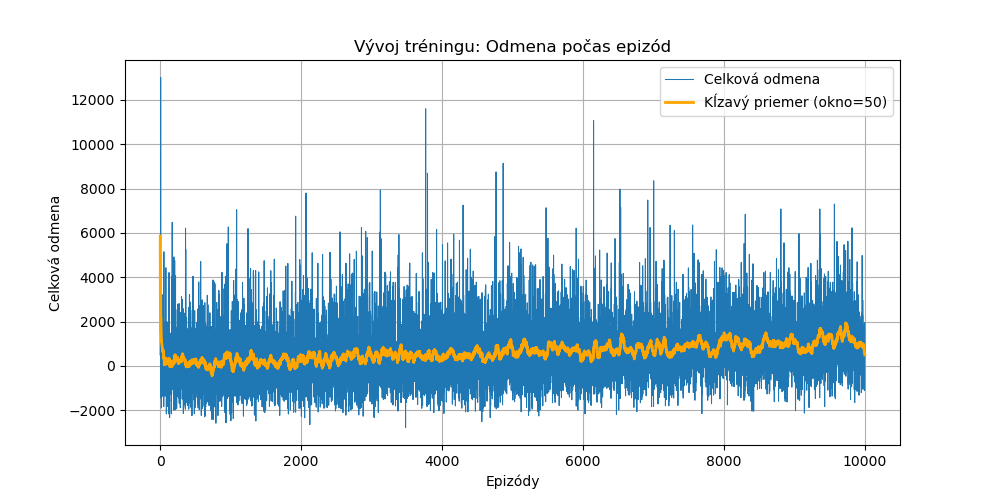 Vývoj tréningu: Odmena počas epizód
Celková odmena
Kĺzavý priemer (okno=50)
12000
10000
8000
6000
4000
2000
0
−2000
Celková odmena
0
2000
4000
6000
8000
10000
Epizódy